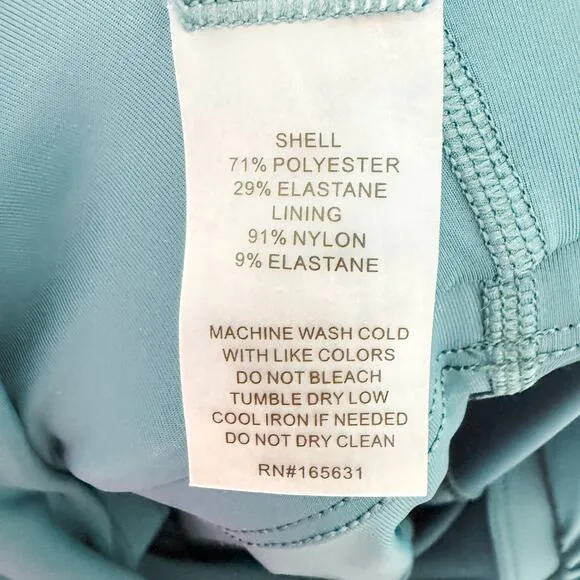 SHELL
71% POLYESTER
29% ELASTANE
LINING
91% NYLON
9% ELASTANE
MACHINE WASH COLD
WITH LIKE COLORS
DO NOT BLEACH
TUMBLE DRY LOW
COOL IRON IF NEEDED
DO NOT DRY CLEAN
RN#165631